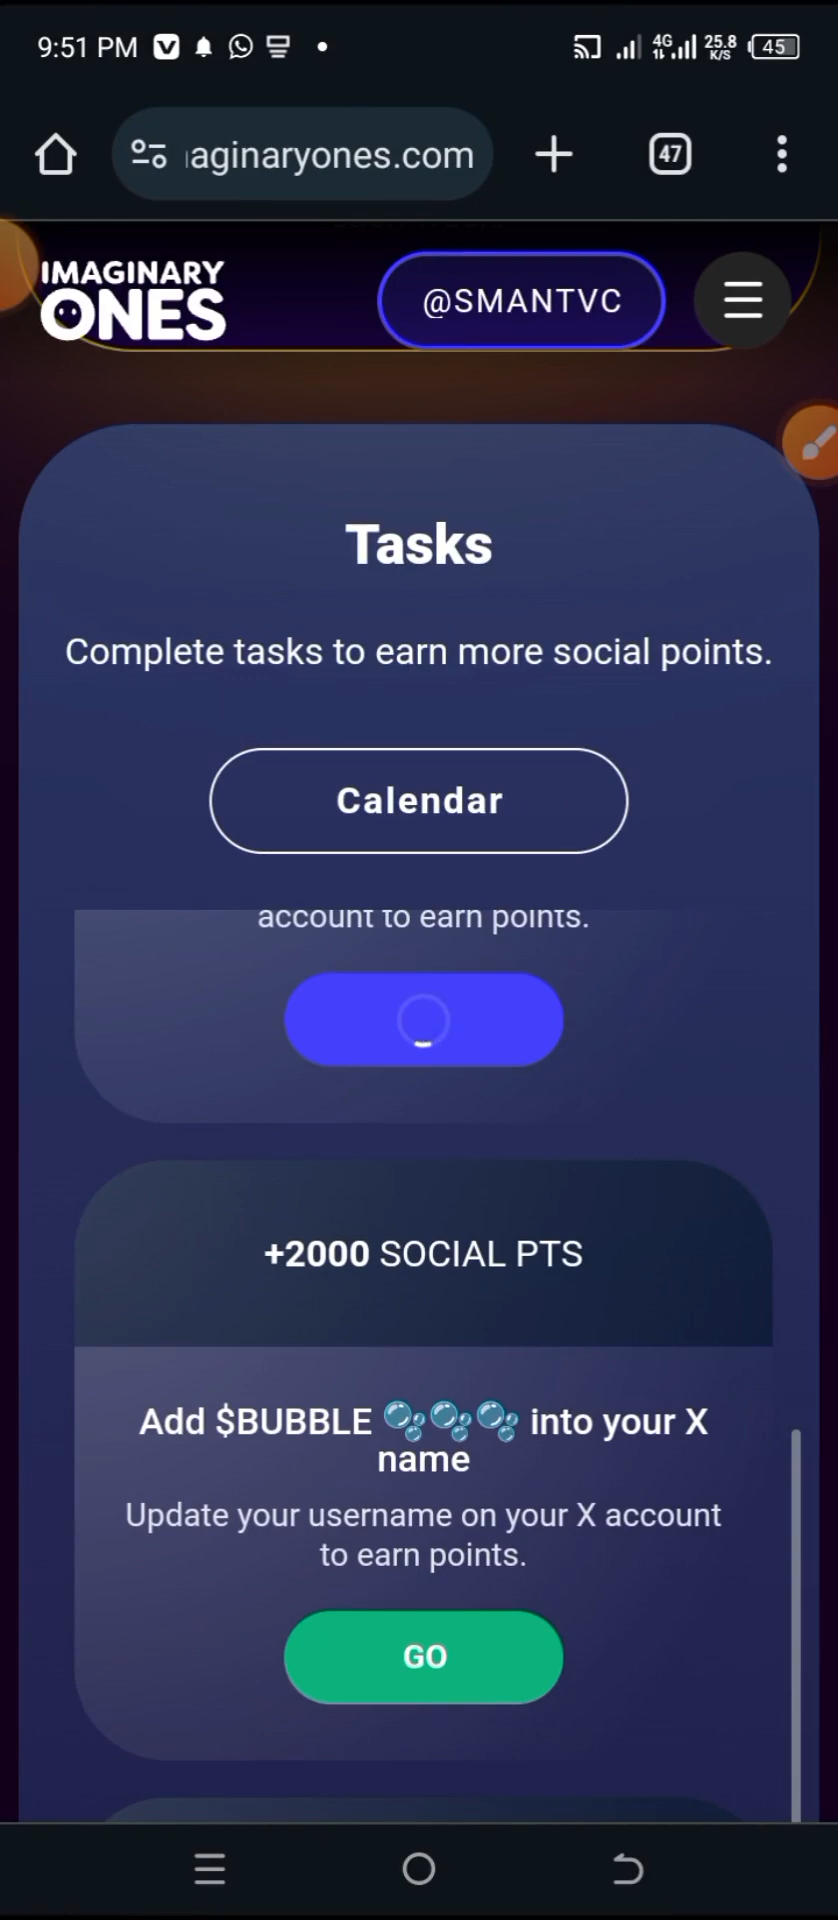 9:51 PM
4G
25.8
K/S
45
aginaryones.com
47
IMAGINARY
ONES
@SMANTVC
Tasks
Complete tasks to earn more social points.
Calendar
account to earn points.
+2000 SOCIAL PTS
Add $BUBBLE 🫧🫧🫧 into your X
name
Update your username on your X account
to earn points.
GO